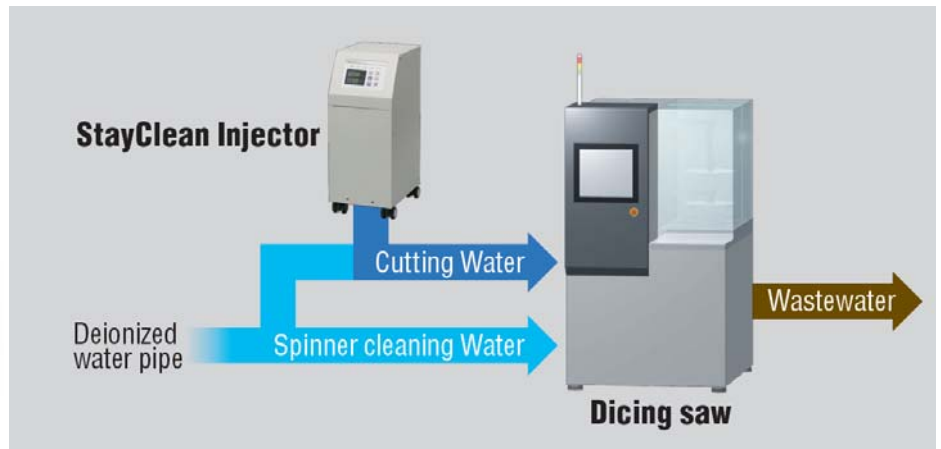 StayClean Injector
Cutting Water
Deionized
water pipe
Spinner cleaning Water
Wastewater
Dicing saw